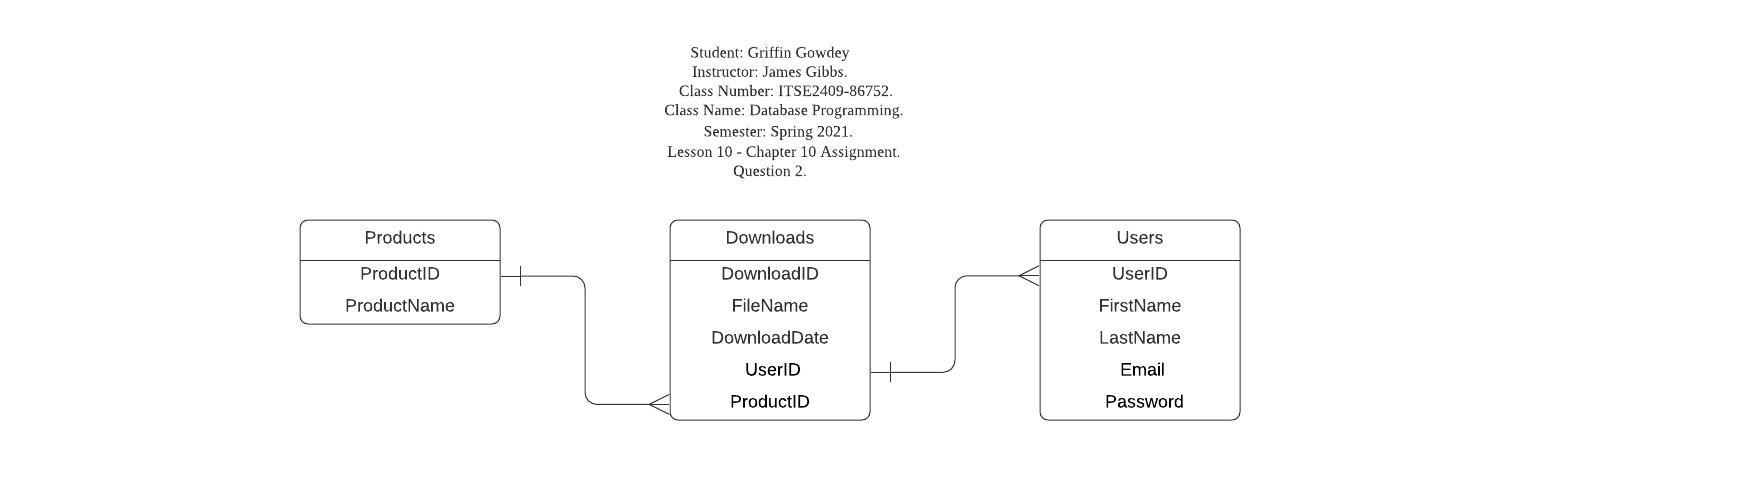 Student: Griffin Gowdey
Instructor: James Gibbs.
Class Number: ITSE2409-86752.
Class Name: Database Programming.
Semester: Spring 2021.
Lesson 10 - Chapter 10 Assignment.
Question 2.
Products
ProductID
ProductName
Downloads
DownloadID
FileName
DownloadDate
UserID
ProductID
Users
UserID
FirstName
LastName
Email
Password